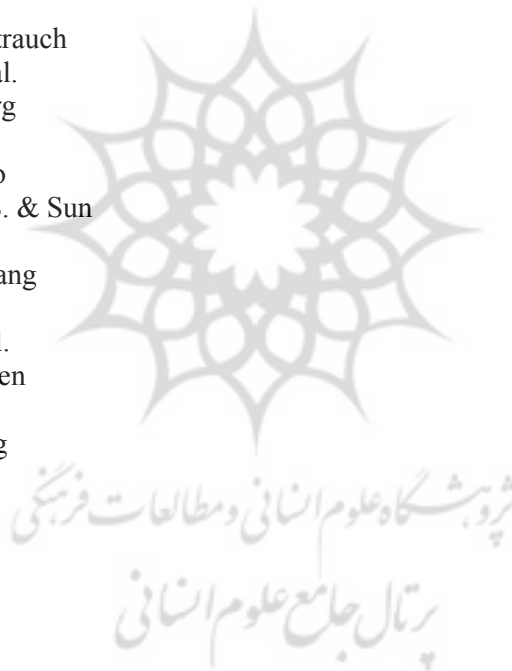 trauch
al.
rg
o
. & Sun
ang
l.
en
g
پژوهشگاه علوم انسانی و مطالعات فرهنگی
پرتال جامع علوم انسانی